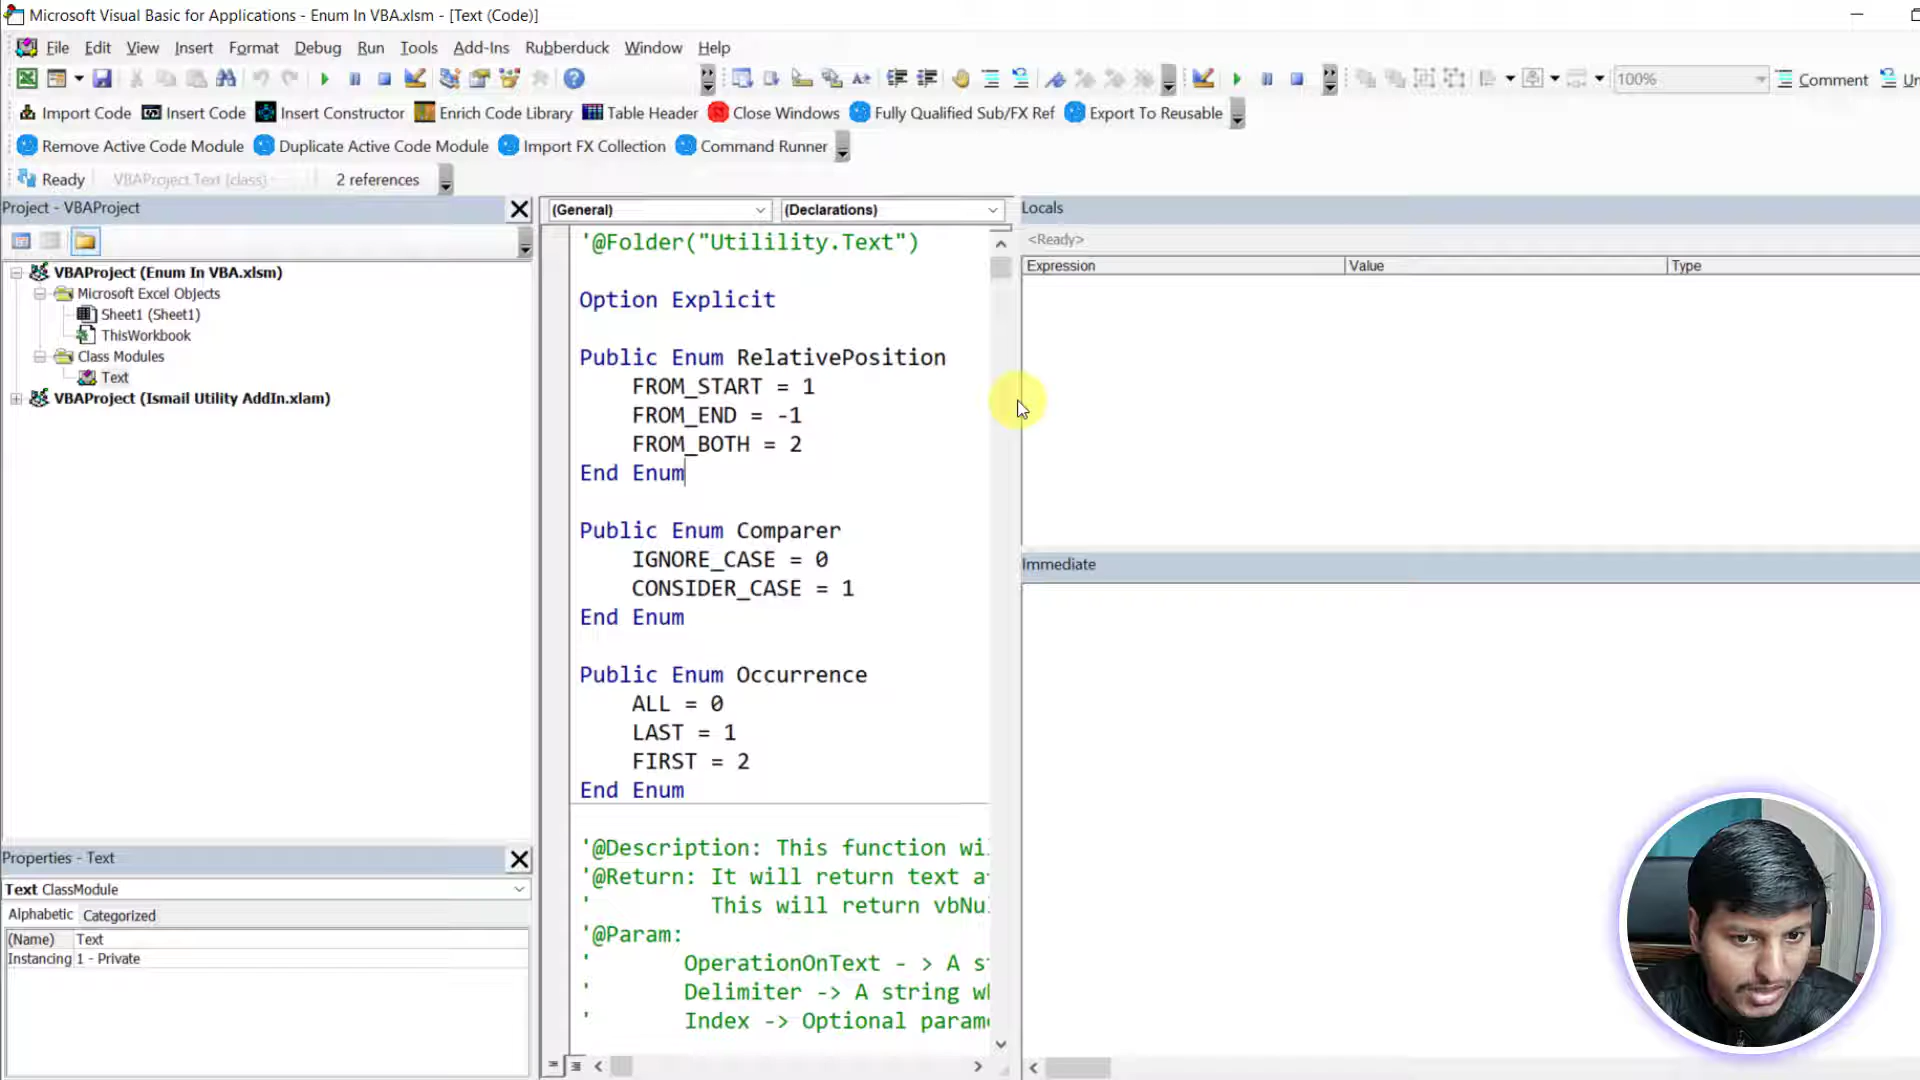 Microsoft Visual Basic for Applications - Enum In VBA.xlsm - [Text (Code)]
File Edit View Insert Format Debug Run Tools Add-Ins Rubberduck Window Help
100% Comment
Import Code Insert Code Insert Constructor Enrich Code Library Table Header Close Windows Fully Qualified Sub/FX Ref Export To Reusable
Remove Active Code Module Duplicate Active Code Module Import FX Collection Command Runner
Ready VBAProject.Text (class) 2 references
Project - VBAProject
VBAProject (Enum In VBA.xlsm)
Microsoft Excel Objects
Sheet1 (Sheet1)
ThisWorkbook
Class Modules
Text
VBAProject (Ismail Utility AddIn.xlam)
Properties - Text
Text ClassModule
Alphabetic Categorized
(Name) Text
Instancing 1 - Private
(General) (Declarations)
'@Folder("Utilility.Text")
Option Explicit
Public Enum RelativePosition
FROM_START = 1
FROM_END = -1
FROM_BOTH = 2
End Enum
Public Enum Comparer
IGNORE_CASE = 0
CONSIDER_CASE = 1
End Enum
Public Enum Occurrence
ALL = 0
LAST = 1
FIRST = 2
End Enum
'@Description: This function wi
'@Return: It will return text a
' This will return vbNu
'@Param:
' OperationOnText - > A s
' Delimiter -> A string w
' Index -> Optional param
Locals
<Ready>
Expression Value Type
Immediate